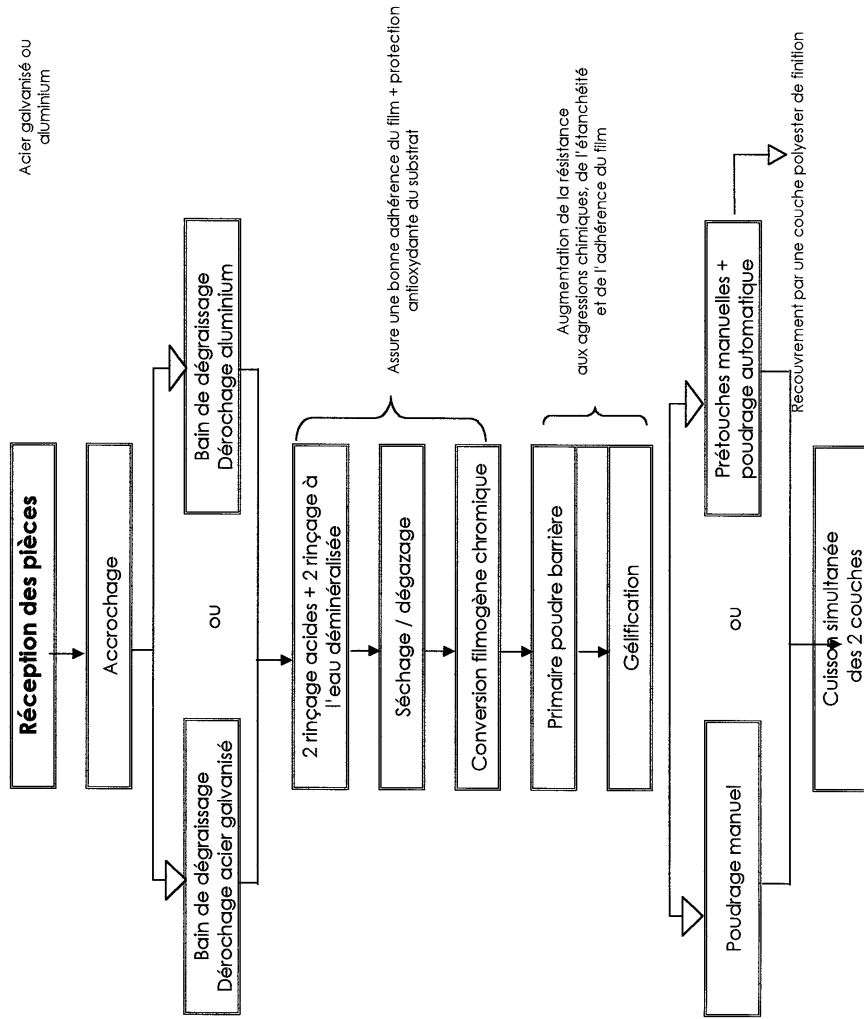 Acier galvanisé ou
aluminium
Réception des pièces
Accrochage
Bain de dégraissage
Dérochage acier galvanisé
ou
Bain de dégraissage
Dérochage aluminium
2 rinçage acides + 2 rinçage à
l'eau déminéralisée
Séchage / dégazage
Conversion filmogène chromique
Assure une bonne adhérence du film + protection
antioxydante du substrat
Primaire poudre barrière
Gélification
Augmentation de la résistance
aux agressions chimiques, de l'étanchéité
et de l'adhérence du film
Poudrage manuel
ou
Prétouches manuelles +
poudrage automatique
Recouvrement par une couche polyester de finition
Cuisson simultanée
des 2 couches